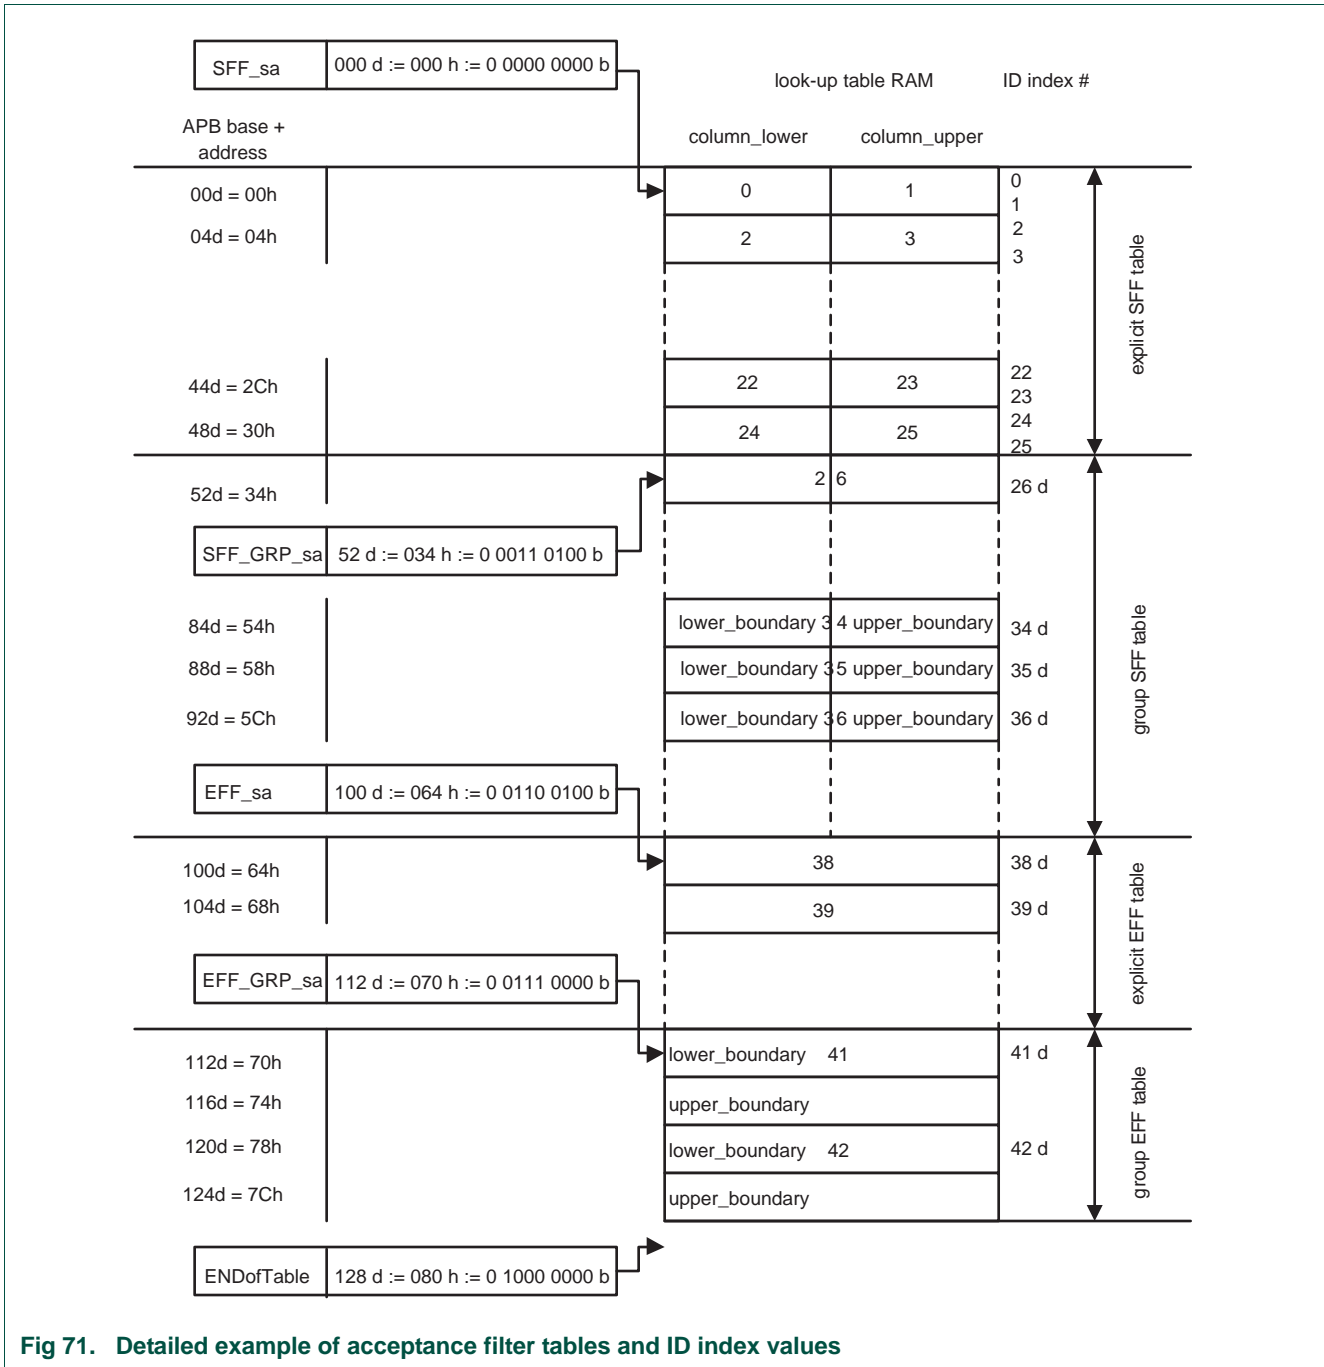 SFF_sa 000 d := 000 h := 0 0000 0000 b
look-up table RAM ID index #
APB base +
address
column_lower column_upper
00d = 00h 0 1 0
1
04d = 04h 2 3 2
3
explicit SFF table
44d = 2Ch 22 23 22
23
48d = 30h 24 25 24
25
52d = 34h 2 6 26 d
SFF_GRP_sa 52 d := 034 h := 0 0011 0100 b
group SFF table
84d = 54h lower_boundary 3 4 upper_boundary 34 d
88d = 58h lower_boundary 3 5 upper_boundary 35 d
92d = 5Ch lower_boundary 3 6 upper_boundary 36 d
EFF_sa 100 d := 064 h := 0 0110 0100 b
100d = 64h 38 38 d
104d = 68h 39 39 d
explicit EFF table
EFF_GRP_sa 112 d := 070 h := 0 0111 0000 b
112d = 70h lower_boundary 41 41 d
116d = 74h upper_boundary
group EFF table
120d = 78h lower_boundary 42 42 d
124d = 7Ch upper_boundary
ENDofTable 128 d := 080 h := 0 1000 0000 b
Fig 71. Detailed example of acceptance filter tables and ID index values